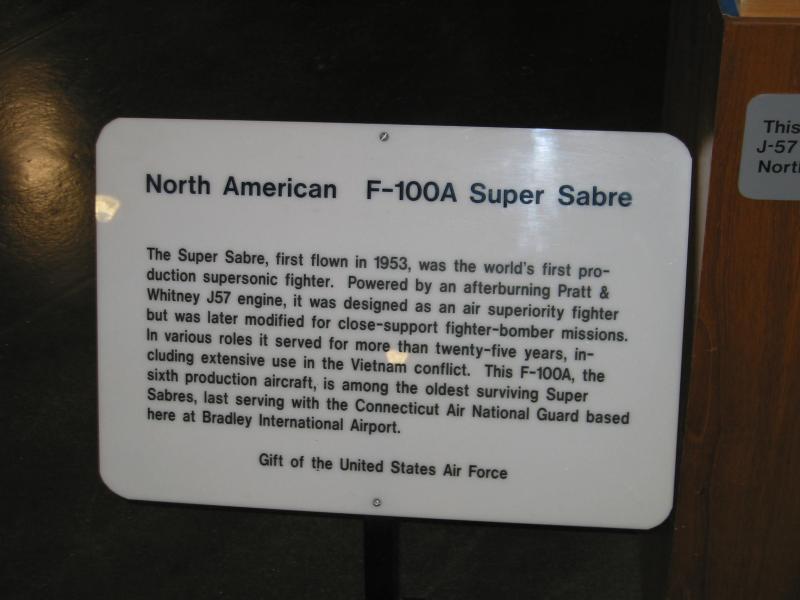 North American F-100A Super Sabre
The Super Sabre, first flown in 1953, was the world's first pro-
duction supersonic fighter. Powered by an afterburning Pratt &
Whitney J57 engine, it was designed as an air superiority fighter
but was later modified for close-support fighter-bomber missions.
In various roles it served for more than twenty-five years, in-
cluding extensive use in the Vietnam conflict. This F-100A, the
sixth production aircraft, is among the oldest surviving Super
Sabres, last serving with the Connecticut Air National Guard based
here at Bradley International Airport.
Gift of the United States Air Force
This
J-57
North